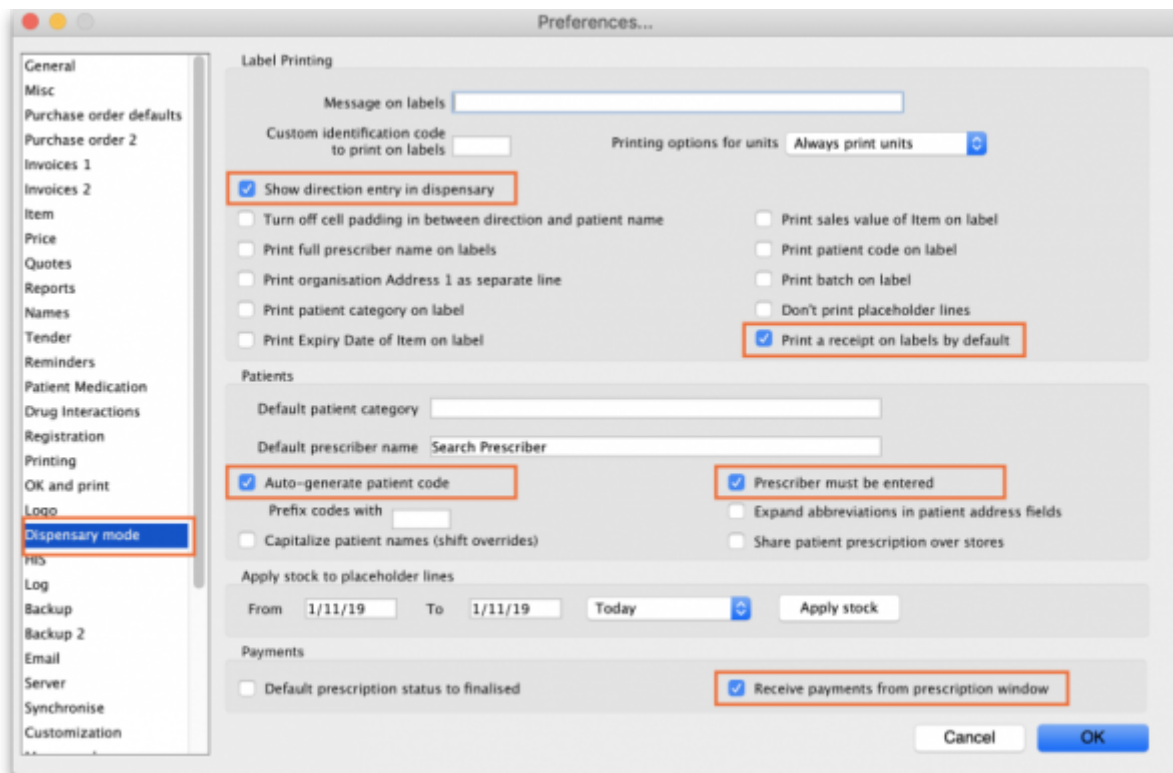 Preferences...
General
Misc
Purchase order defaults
Purchase order 2
Invoices 1
Invoices 2
Item
Price
Quotes
Reports
Names
Tender
Reminders
Patient Medication
Drug Interactions
Registration
Printing
OK and print
Logo
Dispensary mode
HIS
Log
Backup
Backup 2
Email
Server
Synchronise
Customization
Label Printing
Message on labels
Custom identification code
to print on labels
Printing options for units Always print units
Show direction entry in dispensary
Turn off cell padding in between direction and patient name
Print sales value of Item on label
Print full prescriber name on labels
Print patient code on label
Print organisation Address 1 as separate line
Print batch on label
Print patient category on label
Don't print placeholder lines
Print Expiry Date of Item on label
Print a receipt on labels by default
Patients
Default patient category
Default prescriber name Search Prescriber
Auto-generate patient code
Prescriber must be entered
Prefix codes with
Expand abbreviations in patient address fields
Capitalize patient names (shift overrides)
Share patient prescription over stores
Apply stock to placeholder lines
From 1/11/19 To 1/11/19 Today Apply stock
Payments
Default prescription status to finalised
Receive payments from prescription window
Cancel OK